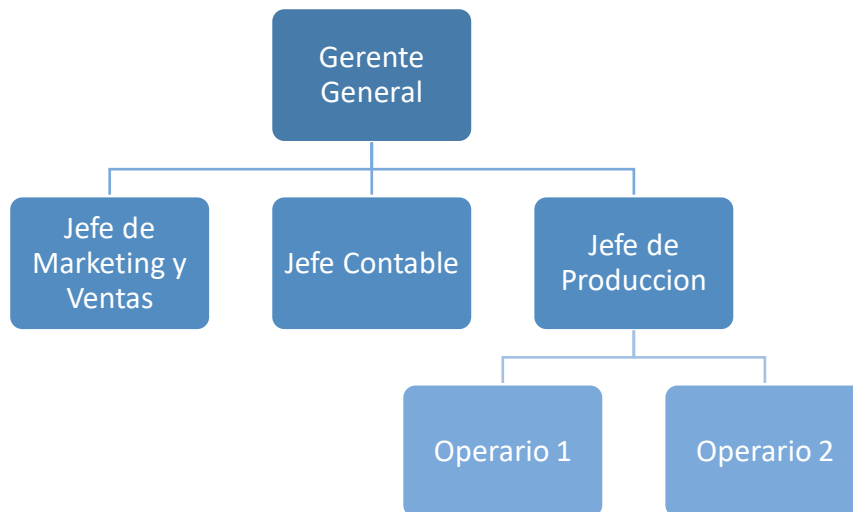 Gerente
General
Jefe de
Marketing y
Ventas
Jefe Contable
Jefe de
Produccion
Operario 1
Operario 2